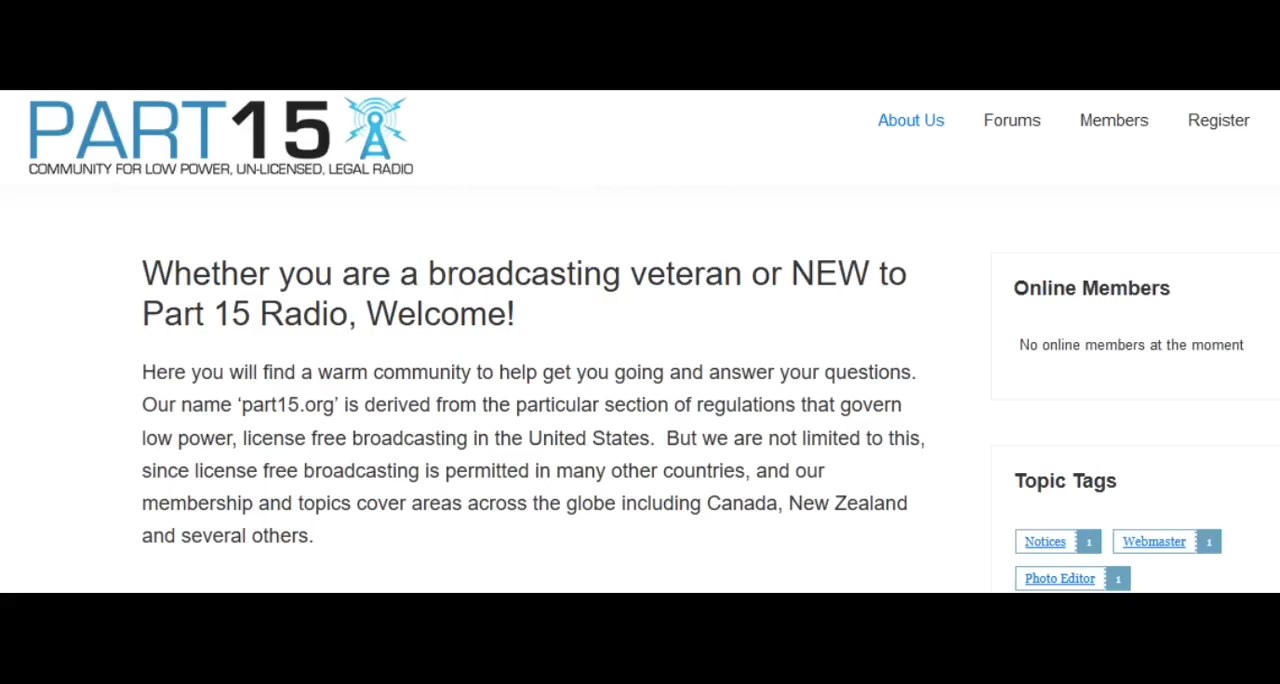 PART15
COMMUNITY FOR LOW POWER, UN-LICENSED, LEGAL RADIO
About Us Forums Members Register
Whether you are a broadcasting veteran or NEW to
Part 15 Radio, Welcome!
Here you will find a warm community to help get you going and answer your questions.
Our name ‘part15.org’ is derived from the particular section of regulations that govern
low power, license free broadcasting in the United States.  But we are not limited to this,
since license free broadcasting is permitted in many other countries, and our
membership and topics cover areas across the globe including Canada, New Zealand
and several others.
Online Members
No online members at the moment
Topic Tags
Notices 1 Webmaster 1
Photo Editor 1